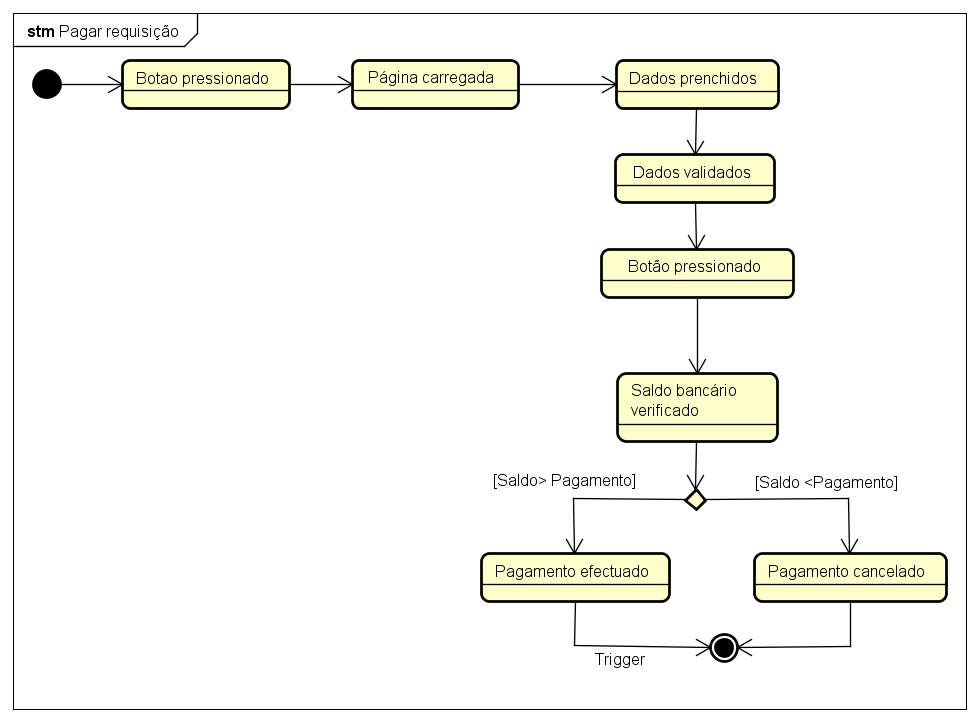 stm Pagar requisição
Botao pressionado
Página carregada
Dados prenchidos
Dados validados
Botão pressionado
Saldo bancário
verificado
[Saldo> Pagamento]
[Saldo <Pagamento]
Pagamento efectuado
Pagamento cancelado
Trigger